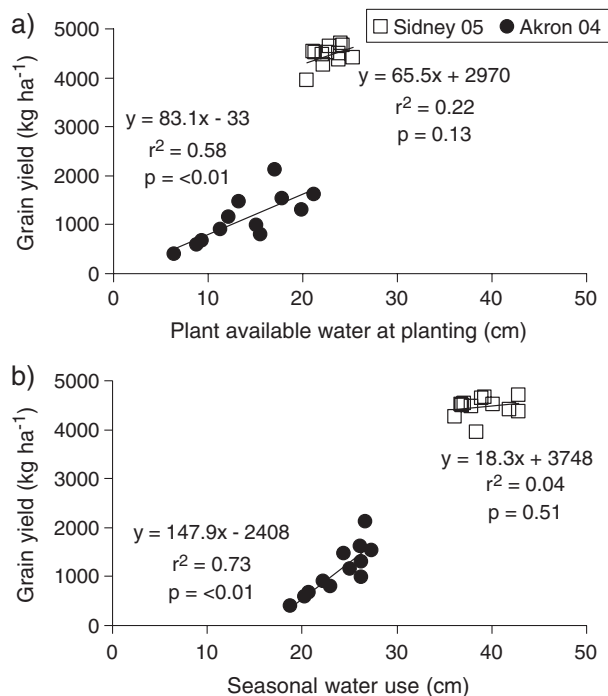 a)
Sidney 05 Akron 04
Grain yield (kg ha⁻¹)
5000
4000
3000
2000
1000
0
y = 65.5x + 2970
r² = 0.22
p = 0.13
y = 83.1x - 33
r² = 0.58
p = <0.01
0 10 20 30 40 50
Plant available water at planting (cm)
b)
Grain yield (kg ha⁻¹)
5000
4000
3000
2000
1000
0
y = 18.3x + 3748
r² = 0.04
p = 0.51
y = 147.9x - 2408
r² = 0.73
p = <0.01
0 10 20 30 40 50
Seasonal water use (cm)